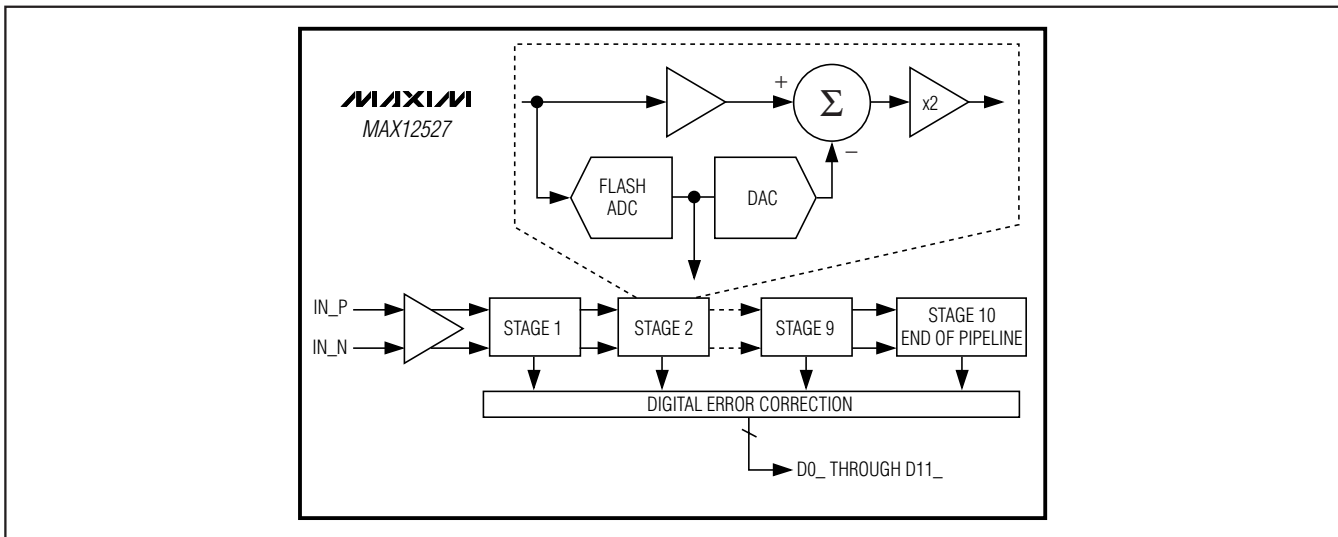 MAXIM
MAX12527
+
Σ
x2
−
FLASH
ADC
DAC
IN_P
IN_N
STAGE 1
STAGE 2
STAGE 9
STAGE 10
END OF PIPELINE
DIGITAL ERROR CORRECTION
D0_ THROUGH D11_